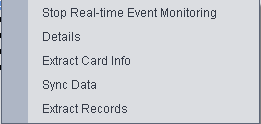 Stop Real-time Event Monitoring
Details
Extract Card Info
Sync Data
Extract Records